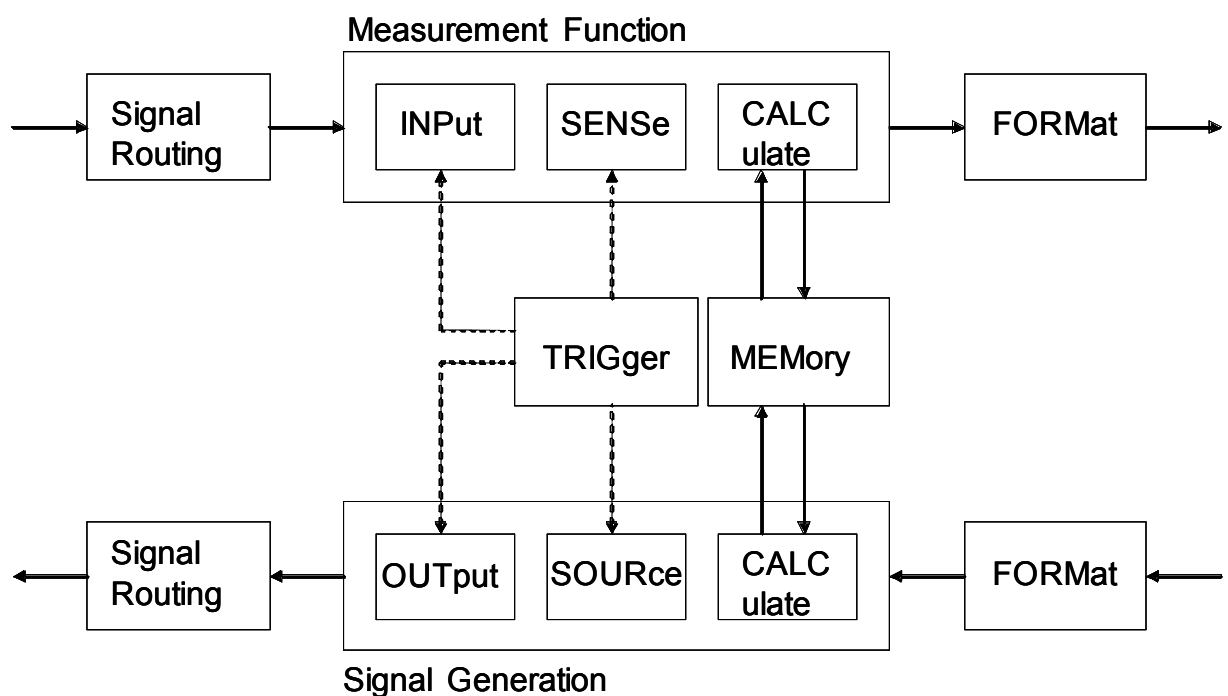 Measurement Function
Signal
Routing
INPut
SENSe
CALC
ulate
FORMat
TRIGger
MEMory
Signal
Routing
OUTput
SOURce
CALC
ulate
FORMat
Signal Generation